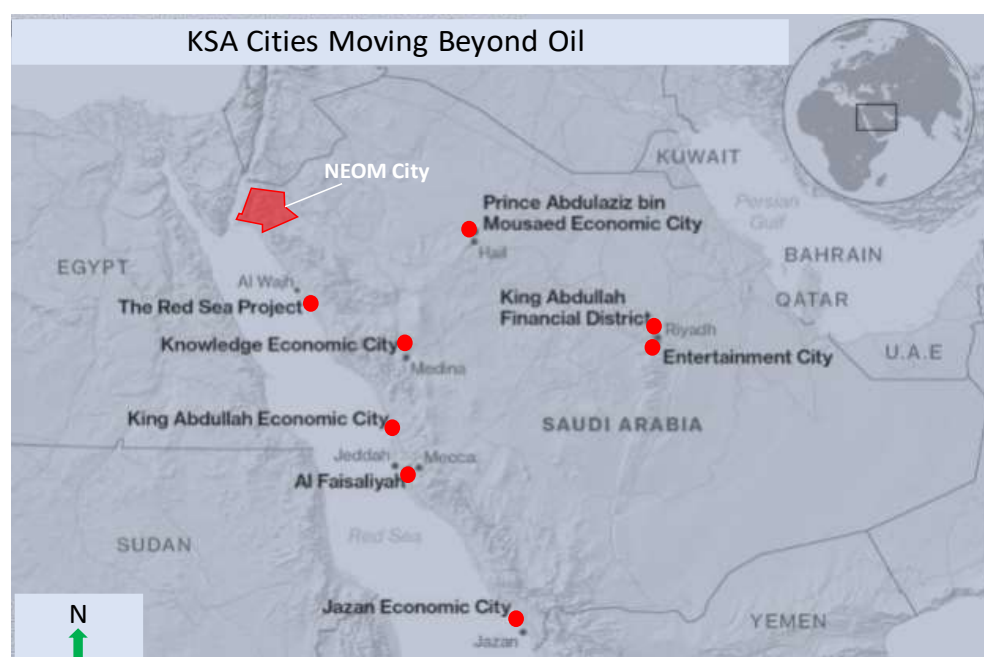 KSA Cities Moving Beyond Oil
KUWAIT
NEOM City
Persian
Gulf
Prince Abdulaziz bin
Mousaed Economic City
Hail
BAHRAIN
EGYPT
Al Wajh
The Red Sea Project
King Abdullah
Financial District
QATAR
Riyadh
Knowledge Economic City
Medina
Entertainment City
U.A.E
King Abdullah Economic City
SAUDI ARABIA
Jeddah
Mecca
Al Faisaliyah
Red Sea
SUDAN
Jazan Economic City
Jazan
YEMEN
N